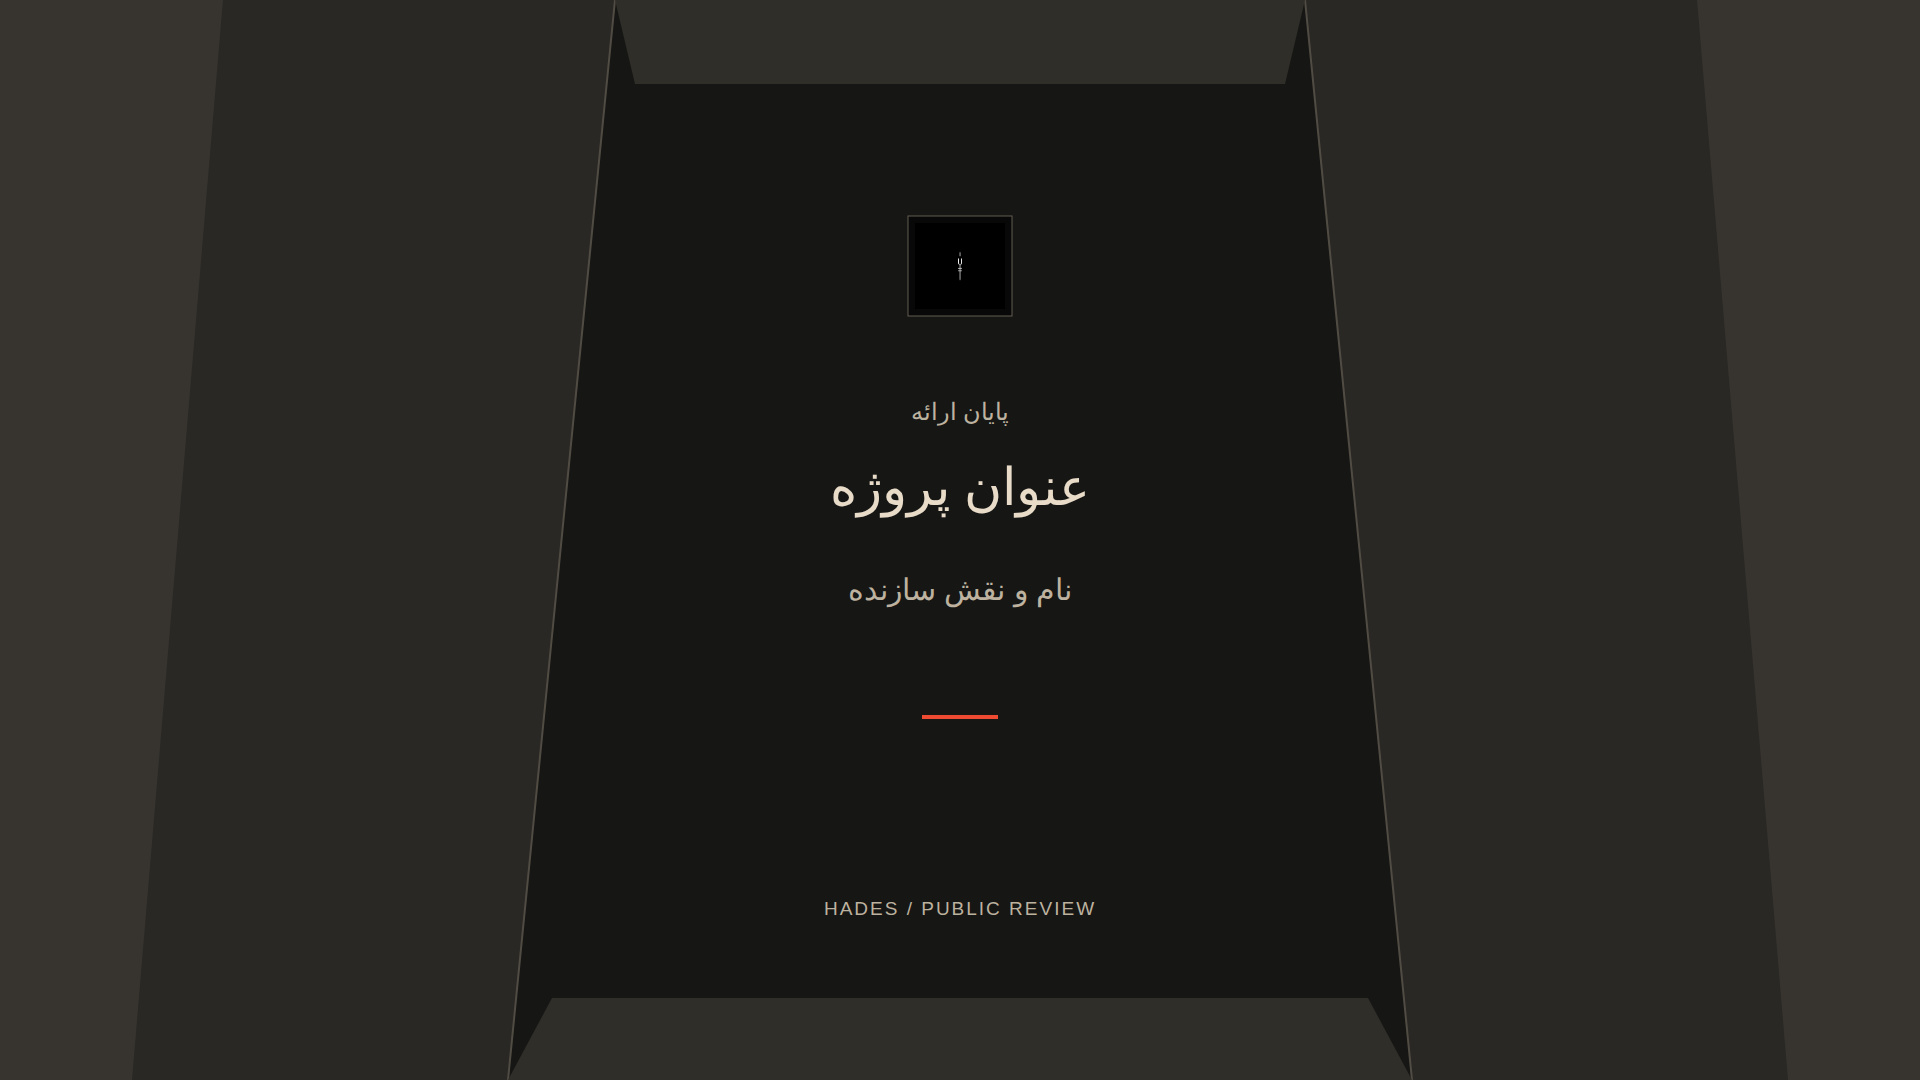 پایان ارائه
عنوان پروژه
نام و نقش سازنده
HADES / PUBLIC REVIEW